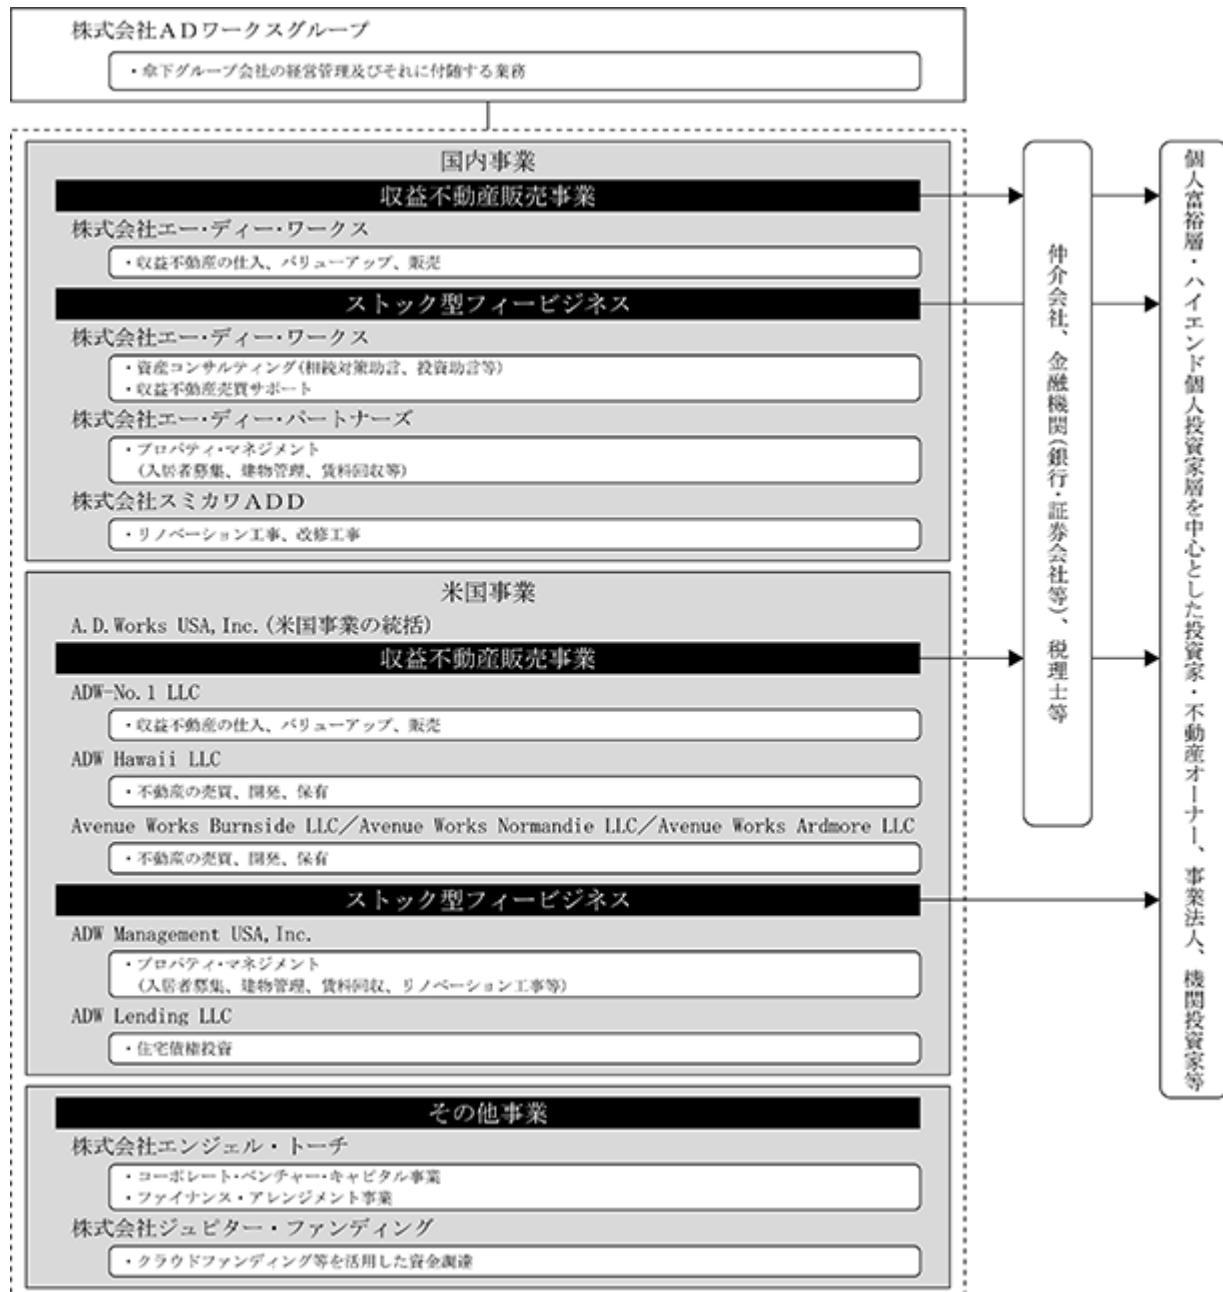 株式会社ＡＤワークスグループ
・傘下グループ会社の経営管理及びそれに付随する業務
国内事業
収益不動産販売事業
株式会社エー・ディー・ワークス
・収益不動産の仕入、バリューアップ、販売
ストック型フィービジネス
株式会社エー・ディー・ワークス
・資産コンサルティング(相続対策助言、投資助言等)
・収益不動産売買サポート
株式会社エー・ディー・パートナーズ
・プロパティ・マネジメント
(入居者募集、建物管理、賃料回収等)
株式会社スミカワＡＤＤ
・リノベーション工事、改修工事
米国事業
A.D.Works USA,Inc.(米国事業の統括)
収益不動産販売事業
ADW-No.1 LLC
・収益不動産の仕入、バリューアップ、販売
ADW Hawaii LLC
・不動産の売買、開発、保有
Avenue Works Burnside LLC／Avenue Works Normandie LLC／Avenue Works Ardmore LLC
・不動産の売買、開発、保有
ストック型フィービジネス
ADW Management USA,Inc.
・プロパティ・マネジメント
(入居者募集、建物管理、賃料回収、リノベーション工事等)
ADW Lending LLC
・住宅債権投資
その他事業
株式会社エンジェル・トーチ
・コーポレート・ベンチャー・キャピタル事業
・ファイナンス・アレンジメント事業
株式会社ジュピター・ファンディング
・クラウドファンディング等を活用した資金調達
仲介会社、金融機関(銀行・証券会社等)、税理士等
個人富裕層・ハイエンド個人投資家層を中心とした投資家・不動産オーナー、事業法人、機関投資家等